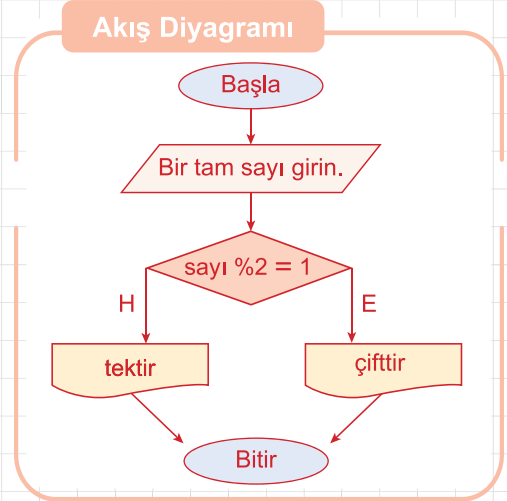 Akış Diyagramı
Başla
Bir tam sayı girin.
sayı %2 = 1
H
E
tektir
çifttir
Bitir